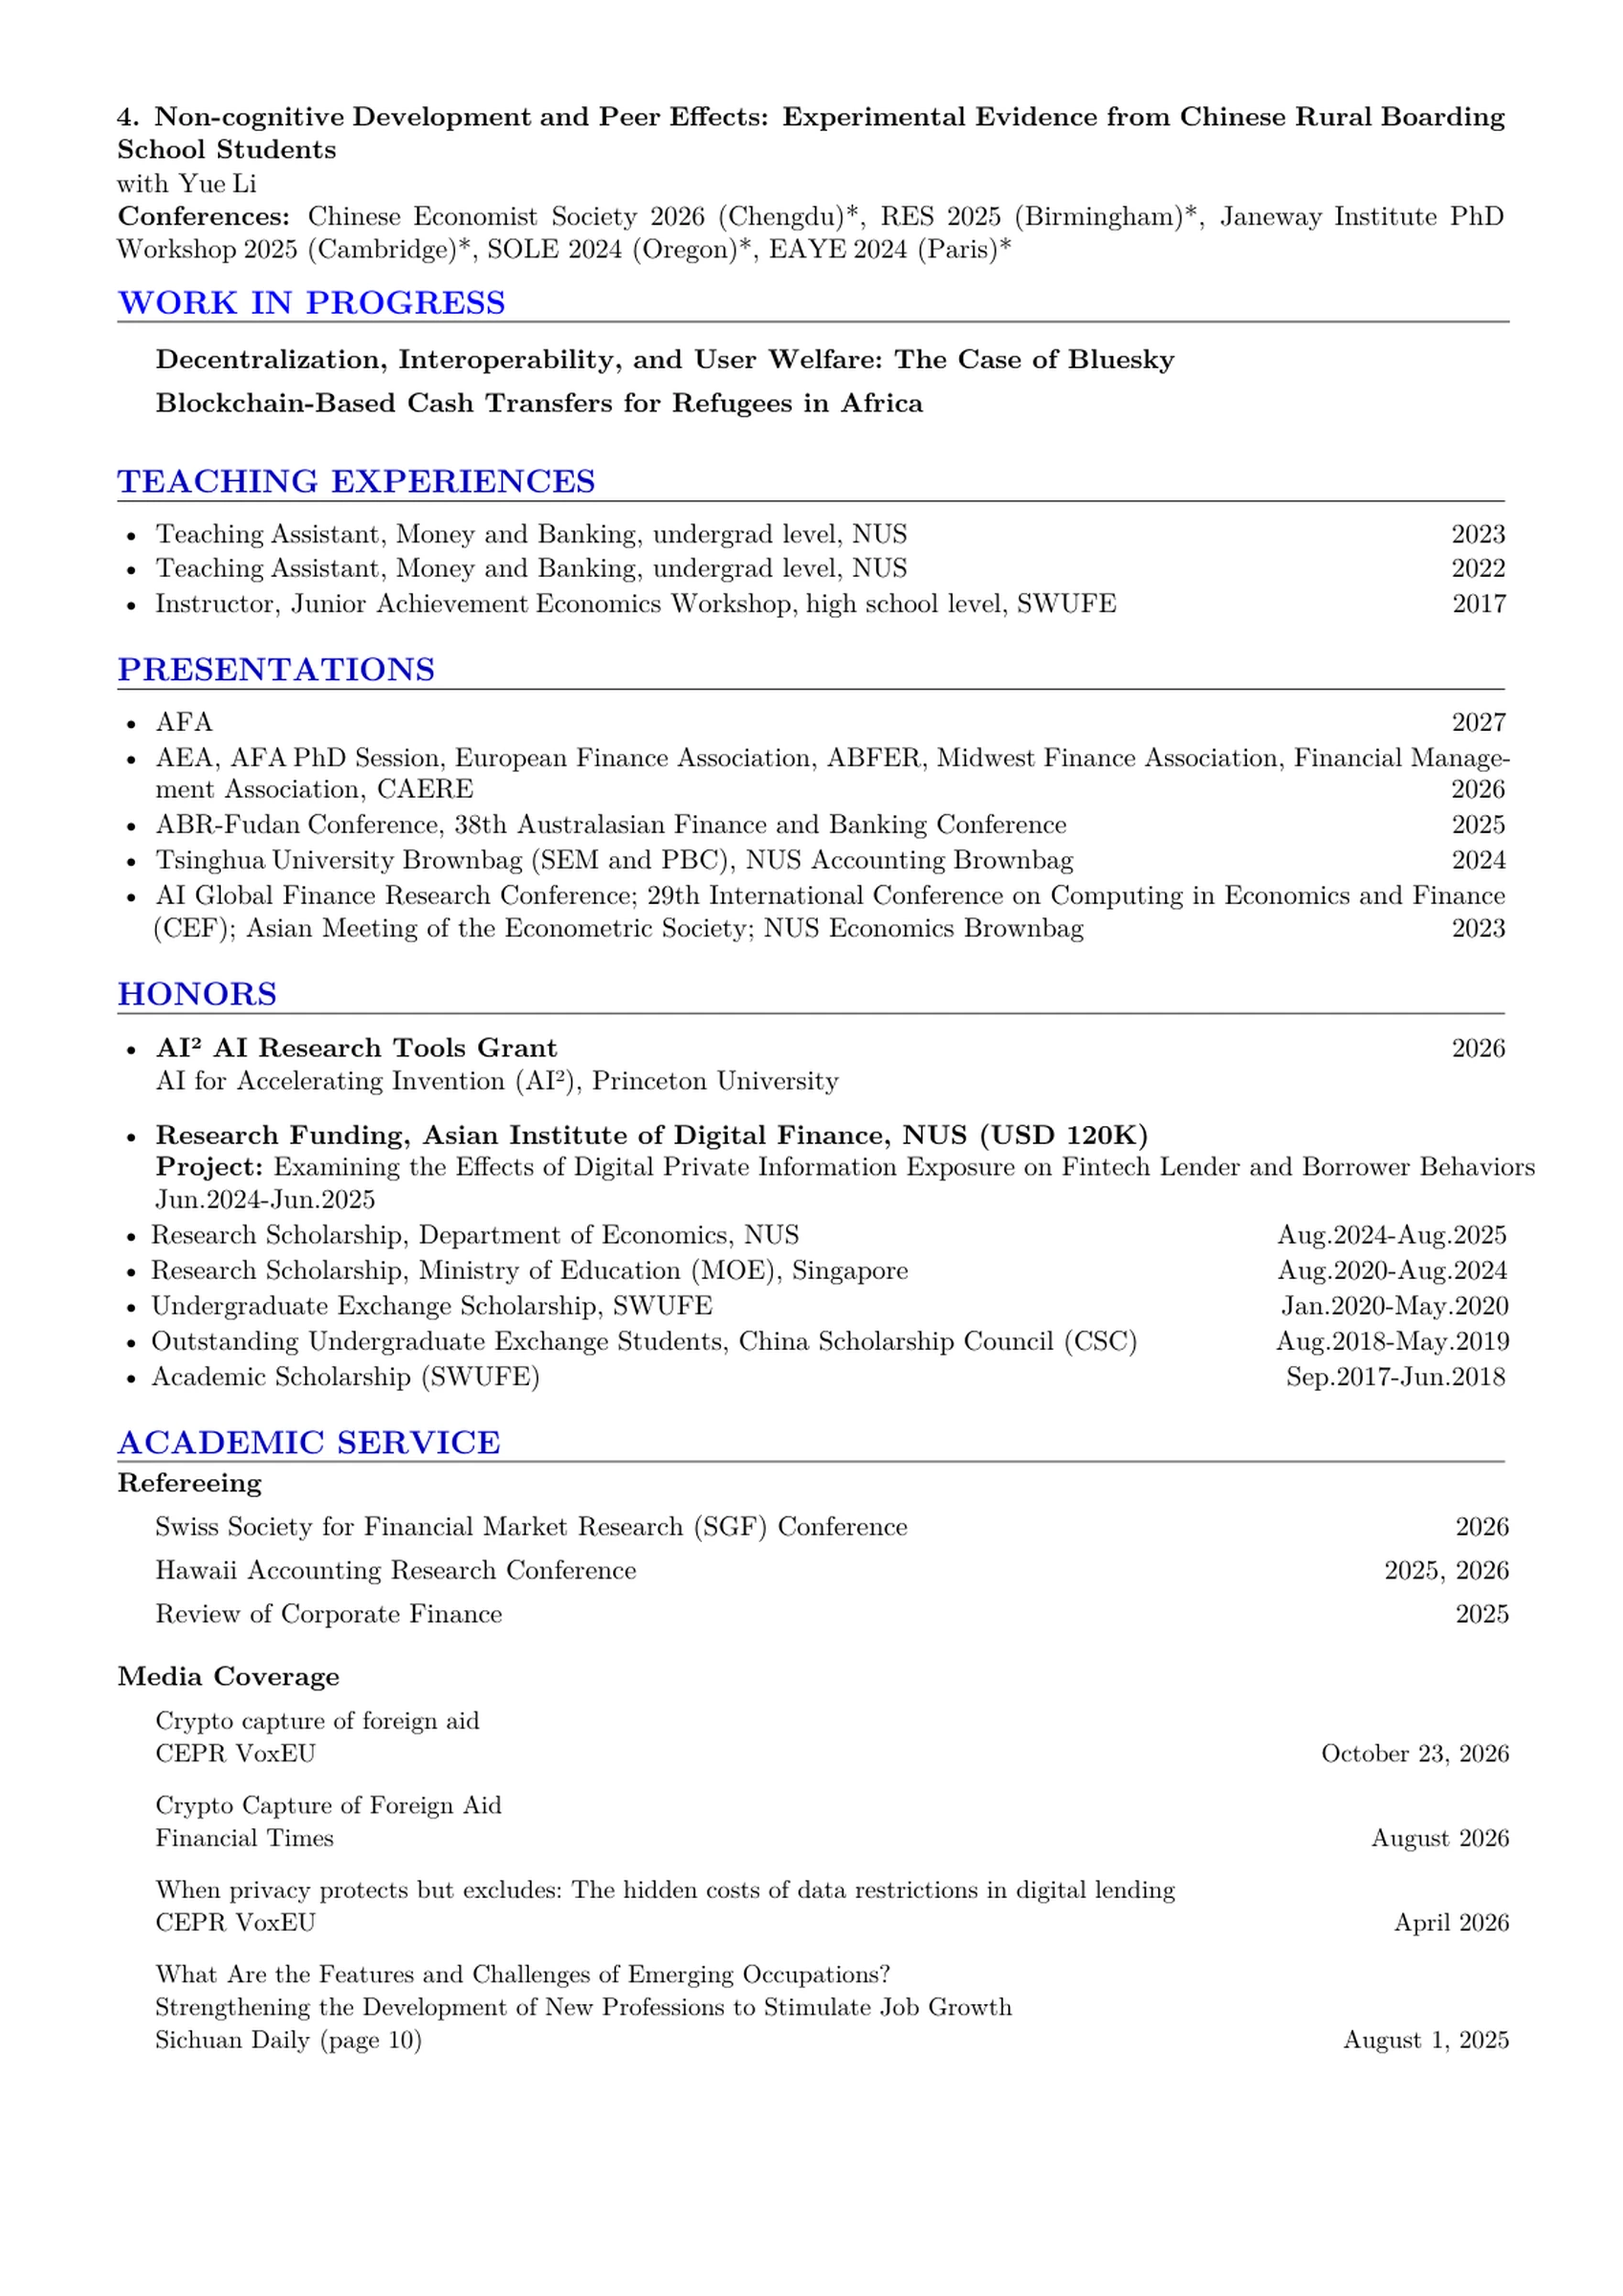 4. Non-cognitive Development and Peer Effects: Experimental Evidence from Chinese Rural Boarding
School Students
with Yue Li
Conferences: Chinese Economist Society 2026 (Chengdu)*, RES 2025 (Birmingham)*, Janeway Institute PhD
Workshop 2025 (Cambridge)*, SOLE 2024 (Oregon)*, EAYE 2024 (Paris)*
WORK IN PROGRESS
Decentralization, Interoperability, and User Welfare: The Case of Bluesky
Blockchain-Based Cash Transfers for Refugees in Africa
TEACHING EXPERIENCES
• Teaching Assistant, Money and Banking, undergrad level, NUS 2023
• Teaching Assistant, Money and Banking, undergrad level, NUS 2022
• Instructor, Junior Achievement Economics Workshop, high school level, SWUFE 2017
PRESENTATIONS
• AFA 2027
• AEA, AFA PhD Session, European Finance Association, ABFER, Midwest Finance Association, Financial Manage-
ment Association, CAERE 2026
• ABR-Fudan Conference, 38th Australasian Finance and Banking Conference 2025
• Tsinghua University Brownbag (SEM and PBC), NUS Accounting Brownbag 2024
• AI Global Finance Research Conference; 29th International Conference on Computing in Economics and Finance
(CEF); Asian Meeting of the Econometric Society; NUS Economics Brownbag 2023
HONORS
• AI² AI Research Tools Grant 2026
AI for Accelerating Invention (AI²), Princeton University
• Research Funding, Asian Institute of Digital Finance, NUS (USD 120K)
Project: Examining the Effects of Digital Private Information Exposure on Fintech Lender and Borrower Behaviors
Jun.2024-Jun.2025
• Research Scholarship, Department of Economics, NUS Aug.2024-Aug.2025
• Research Scholarship, Ministry of Education (MOE), Singapore Aug.2020-Aug.2024
• Undergraduate Exchange Scholarship, SWUFE Jan.2020-May.2020
• Outstanding Undergraduate Exchange Students, China Scholarship Council (CSC) Aug.2018-May.2019
• Academic Scholarship (SWUFE) Sep.2017-Jun.2018
ACADEMIC SERVICE
Refereeing
Swiss Society for Financial Market Research (SGF) Conference 2026
Hawaii Accounting Research Conference 2025, 2026
Review of Corporate Finance 2025
Media Coverage
Crypto capture of foreign aid
CEPR VoxEU October 23, 2026
Crypto Capture of Foreign Aid
Financial Times August 2026
When privacy protects but excludes: The hidden costs of data restrictions in digital lending
CEPR VoxEU April 2026
What Are the Features and Challenges of Emerging Occupations?
Strengthening the Development of New Professions to Stimulate Job Growth
Sichuan Daily (page 10) August 1, 2025